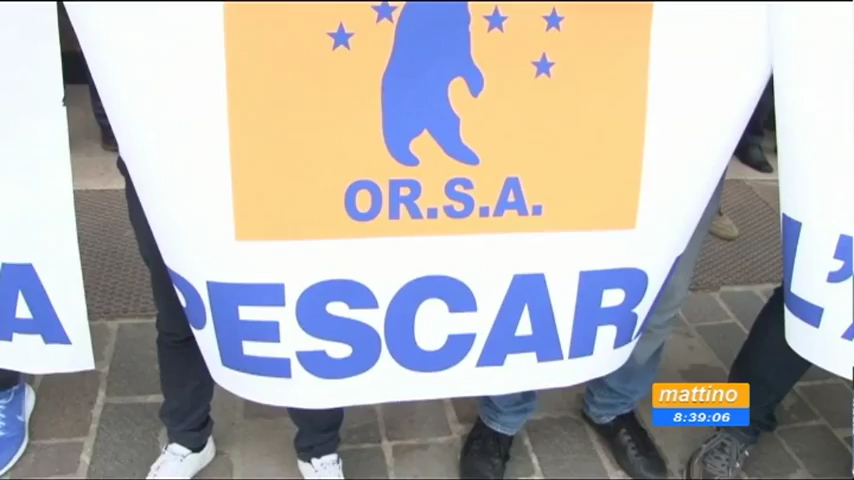 OR.S.A.
PESCARA
A
L'
mattino
8:39:06